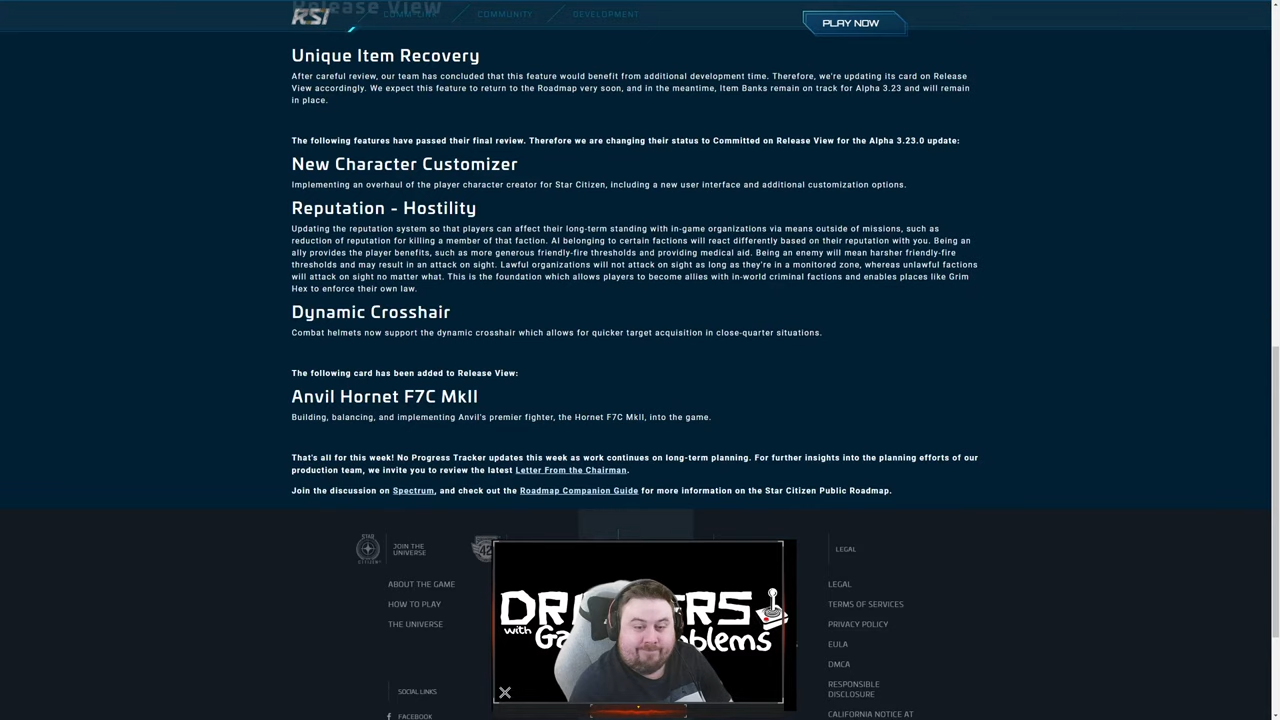 Release View
RSI
COMM-LINK
COMMUNITY
DEVELOPMENT
PLAY NOW
Unique Item Recovery
After careful review, our team has concluded that this feature would benefit from additional development time. Therefore, we're updating its card on Release
View accordingly. We expect this feature to return to the Roadmap very soon, and in the meantime, Item Banks remain on track for Alpha 3.23 and will remain
in place.
The following features have passed their final review. Therefore we are changing their status to Committed on Release View for the Alpha 3.23.0 update:
New Character Customizer
Implementing an overhaul of the player character creator for Star Citizen, including a new user interface and additional customization options.
Reputation - Hostility
Updating the reputation system so that players can affect their long-term standing with in-game organizations via means outside of missions, such as
reduction of reputation for killing a member of that faction. AI belonging to certain factions will react differently based on their reputation with you. Being an
ally provides the player benefits, such as more generous friendly-fire thresholds and providing medical aid. Being an enemy will mean harsher friendly-fire
thresholds and may result in an attack on sight. Lawful organizations will not attack on sight as long as they're in a monitored zone, whereas unlawful factions
will attack on sight no matter what. This is the foundation which allows players to become allies with in-world criminal factions and enables places like Grim
Hex to enforce their own law.
Dynamic Crosshair
Combat helmets now support the dynamic crosshair which allows for quicker target acquisition in close-quarter situations.
The following card has been added to Release View:
Anvil Hornet F7C MkII
Building, balancing, and implementing Anvil's premier fighter, the Hornet F7C MkII, into the game.
That's all for this week! No Progress Tracker updates this week as work continues on long-term planning. For further insights into the planning efforts of our
production team, we invite you to review the latest Letter From the Chairman.
Join the discussion on Spectrum, and check out the Roadmap Companion Guide for more information on the Star Citizen Public Roadmap.
STAR
CITIZEN
JOIN THE
UNIVERSE
42
LEGAL
ABOUT THE GAME
HOW TO PLAY
THE UNIVERSE
LEGAL
TERMS OF SERVICES
PRIVACY POLICY
EULA
DMCA
RESPONSIBLE
DISCLOSURE
CALIFORNIA NOTICE AT
with
SOCIAL LINKS
FACEBOOK